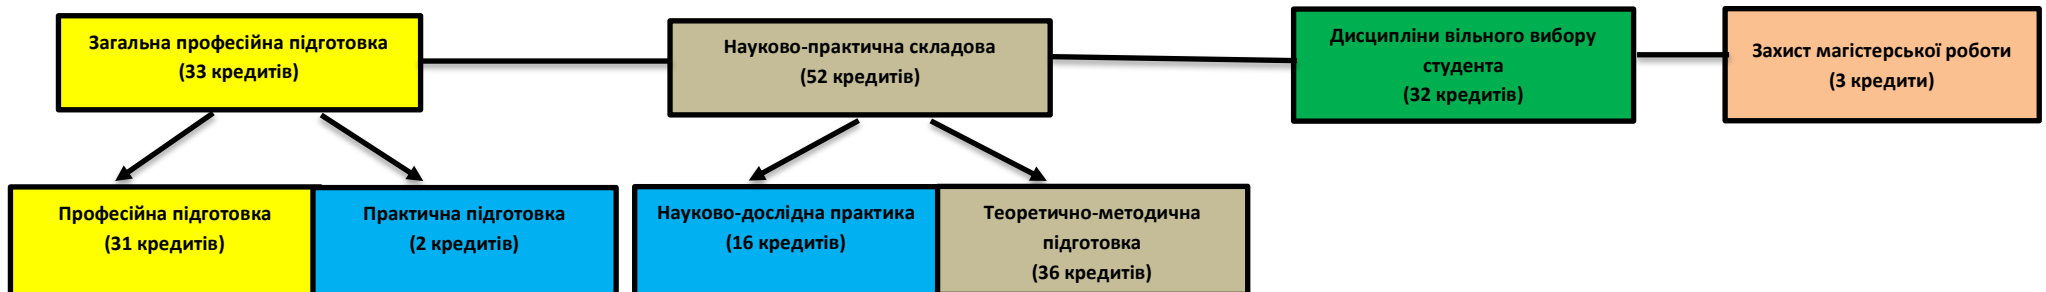 Загальна професійна підготовка
(33 кредитів)
Науково-практична складова
(52 кредитів)
Дисципліни вільного вибору
студента
(32 кредитів)
Захист магістерської роботи
(3 кредити)
Професійна підготовка
(31 кредитів)
Практична підготовка
(2 кредитів)
Науково-дослідна практика
(16 кредитів)
Теоретично-методична
підготовка
(36 кредитів)